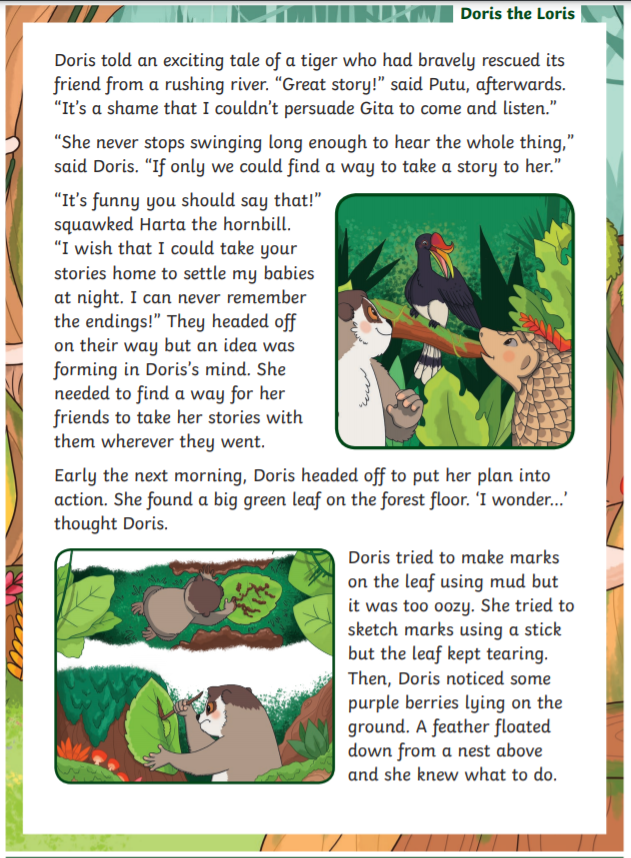 Doris the Loris
Doris told an exciting tale of a tiger who had bravely rescued its
friend from a rushing river. “Great story!” said Putu, afterwards.
“It’s a shame that I couldn’t persuade Gita to come and listen.”
“She never stops swinging long enough to hear the whole thing,”
said Doris. “If only we could find a way to take a story to her.”
“It’s funny you should say that!”
squawked Harta the hornbill.
“I wish that I could take your
stories home to settle my babies
at night. I can never remember
the endings!” They headed off
on their way but an idea was
forming in Doris’s mind. She
needed to find a way for her
friends to take her stories with
them wherever they went.
Early the next morning, Doris headed off to put her plan into
action. She found a big green leaf on the forest floor. ‘I wonder...’
thought Doris.
Doris tried to make marks
on the leaf using mud but
it was too oozy. She tried to
sketch marks using a stick
but the leaf kept tearing.
Then, Doris noticed some
purple berries lying on the
ground. A feather floated
down from a nest above
and she knew what to do.